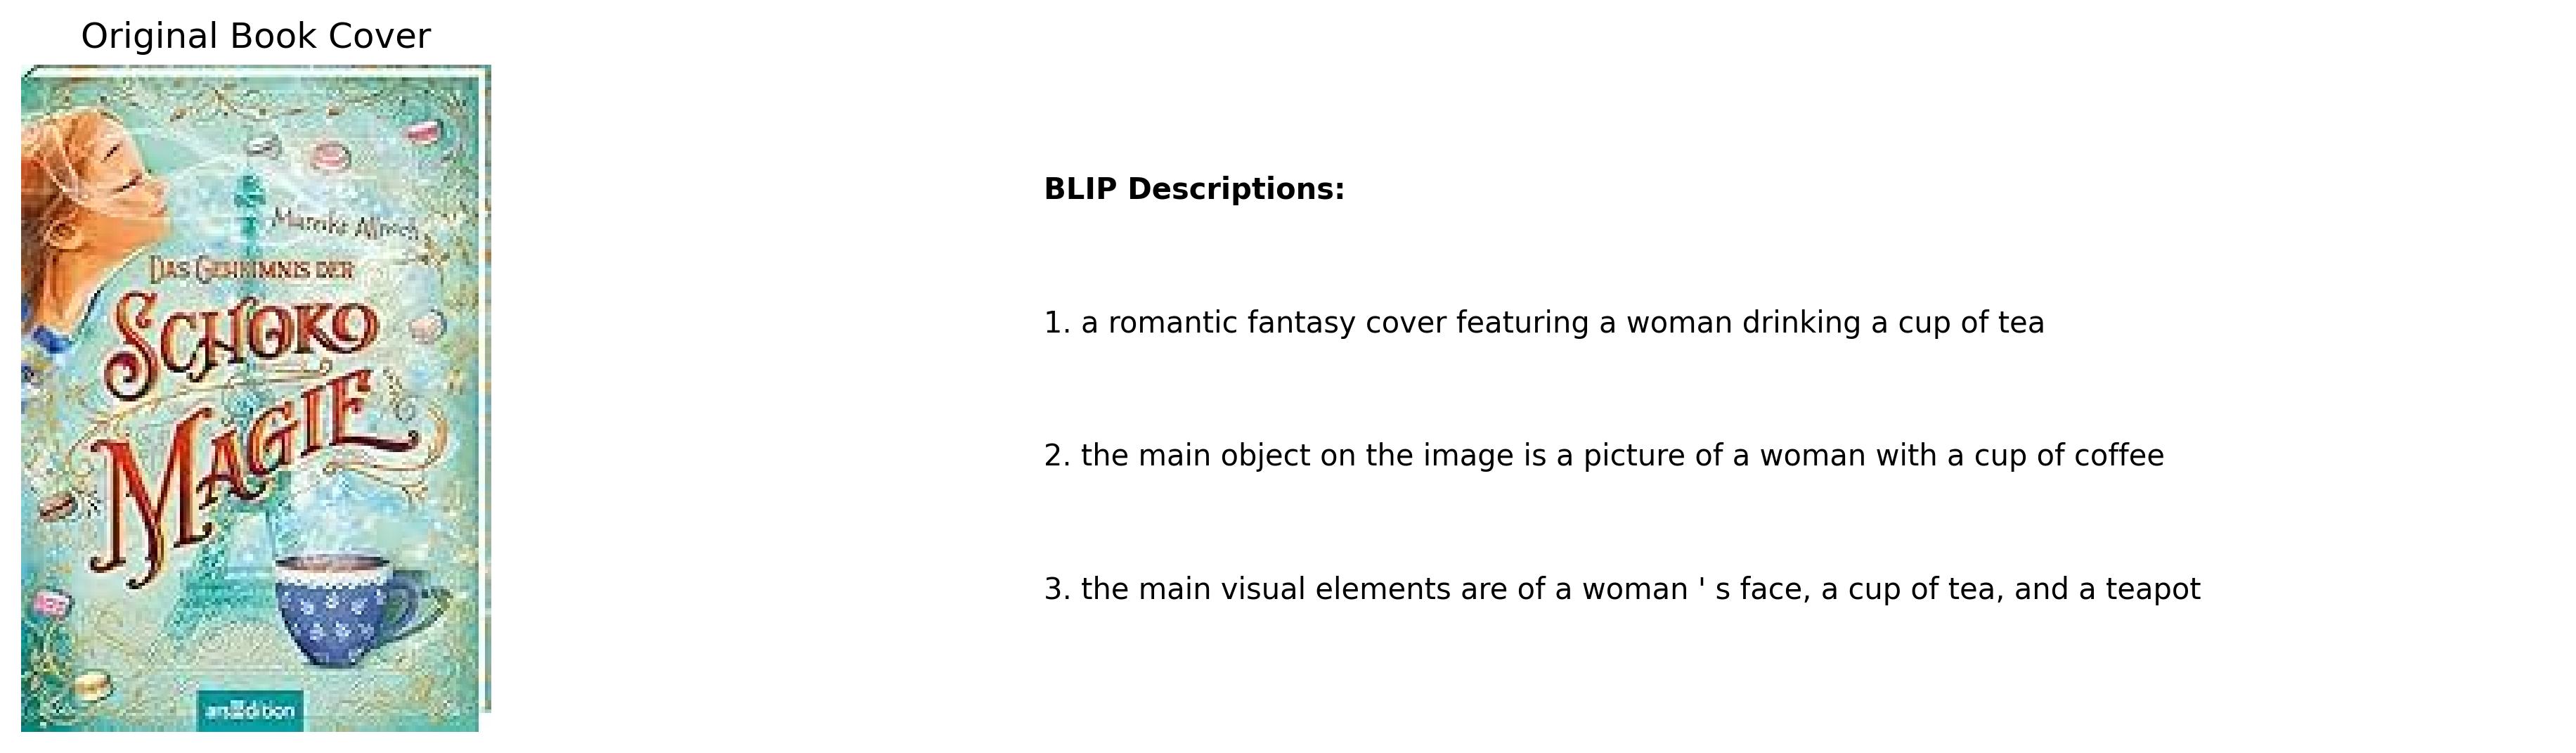 Original Book Cover
Mareike Allnoch
DAS GEHEIMNIS DER
SCHOKO
MAGIE
arsEdition
BLIP Descriptions:
1. a romantic fantasy cover featuring a woman drinking a cup of tea
2. the main object on the image is a picture of a woman with a cup of coffee
3. the main visual elements are of a woman ' s face, a cup of tea, and a teapot